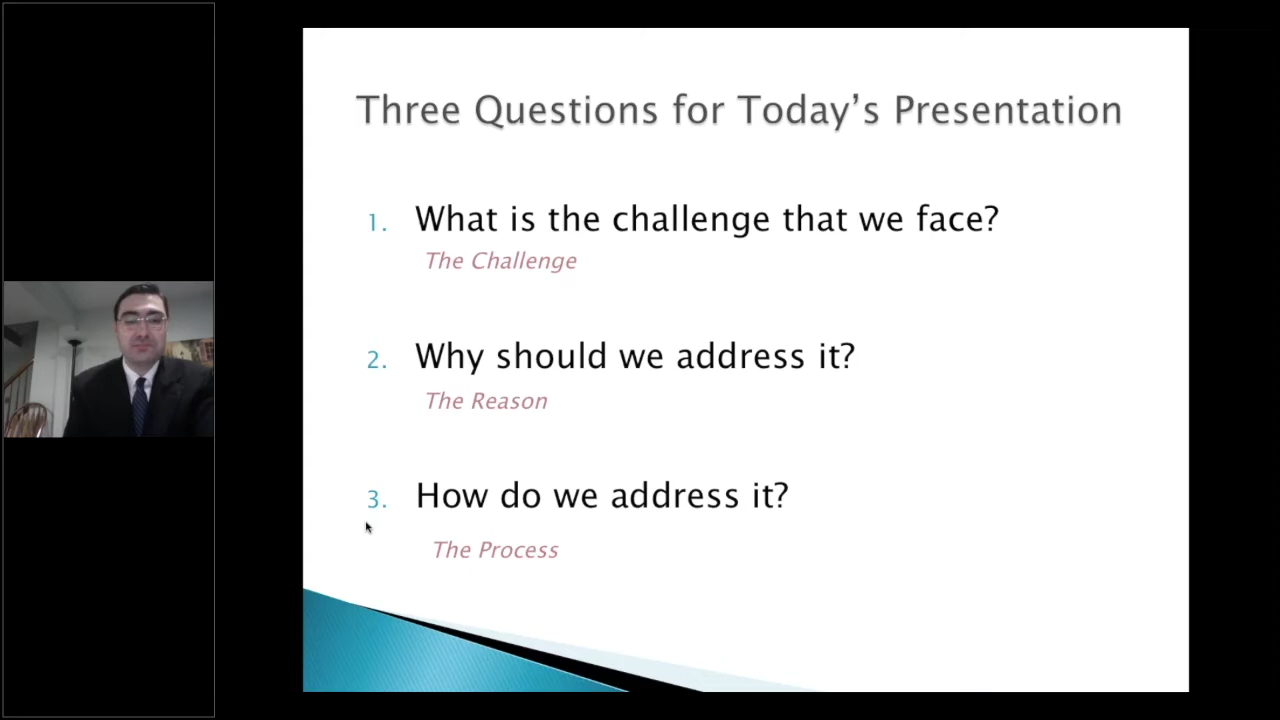 Three Questions for Today’s Presentation
1. What is the challenge that we face?
The Challenge
2. Why should we address it?
The Reason
3. How do we address it?
The Process